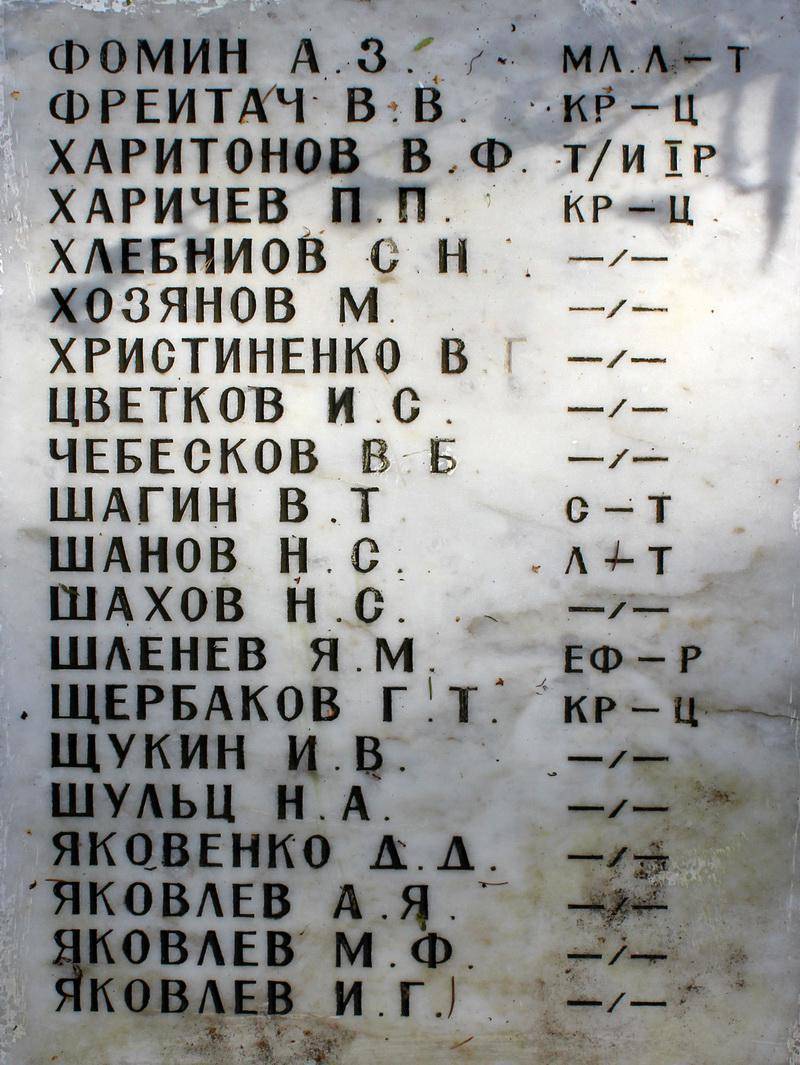 ФОМИН А.З. МЛ.Л–Т
ФРЕИТАЧ В.В. КР–Ц
ХАРИТОНОВ В.Ф. Т/И IР
ХАРИЧЕВ П.П. КР–Ц
ХЛЕБНИОВ С.Н. –/–
ХОЗЯНОВ М. –/–
ХРИСТИНЕНКО В Г –/–
ЦВЕТКОВ И.С. –/–
ЧЕБЕСКОВ В.Б –/–
ШАГИН В.Т С–Т
ШАНОВ Н.С. Л–Т
ШАХОВ Н.С. –/–
ШЛЕНЕВ Я.М. ЕФ–Р
ЩЕРБАКОВ Г.Т. КР–Ц
ЩУКИН И.В. –/–
ШУЛЬЦ Н.А. –/–
ЯКОВЕНКО Д.Д. –/–
ЯКОВЛЕВ А.Я. –/–
ЯКОВЛЕВ М.Ф. –/–
ЯКОВЛЕВ И.Г. –/–